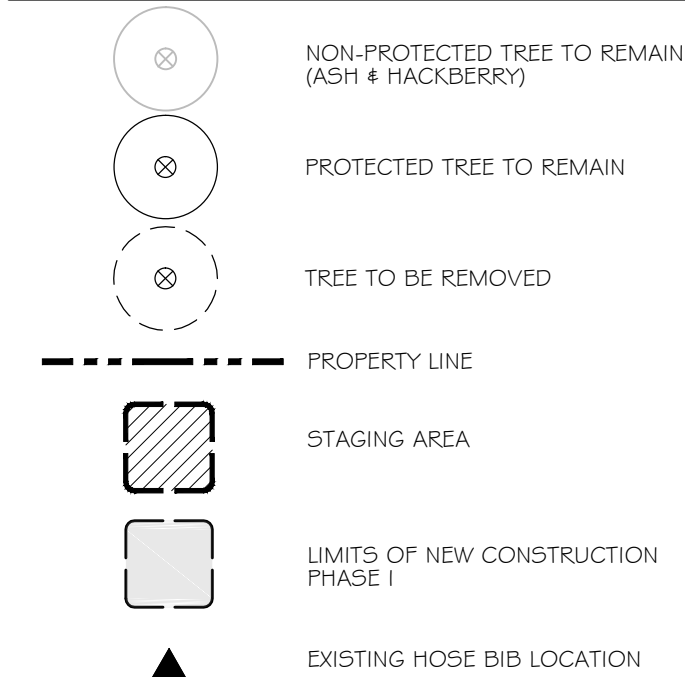 NON-PROTECTED TREE TO REMAIN
(ASH & HACKBERRY)
PROTECTED TREE TO REMAIN
TREE TO BE REMOVED
PROPERTY LINE
STAGING AREA
LIMITS OF NEW CONSTRUCTION
PHASE I
EXISTING HOSE BIB LOCATION